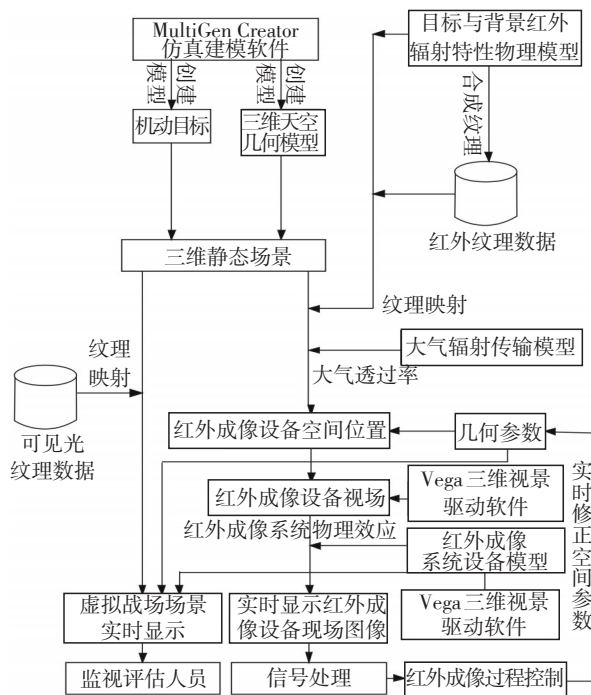 MultiGen Creator
仿真建模软件
目标与背景红外
辐射特性物理模型
创建
模型
创建
模型
合成纹理
机动目标
三维天空
几何模型
红外纹理数据
三维静态场景
纹理映射
纹理
映射
大气辐射传输模型
大气透过率
可见光
纹理数据
红外成像设备空间位置
几何参数
Vega三维视景
驱动软件
红外成像设备视场
实时修正空间参数
红外成像系统物理效应
红外成像
系统设备模型
虚拟战场场景
实时显示
实时显示红外成
像设备现场图像
Vega三维视景
驱动软件
监视评估人员
信号处理
红外成像过程控制